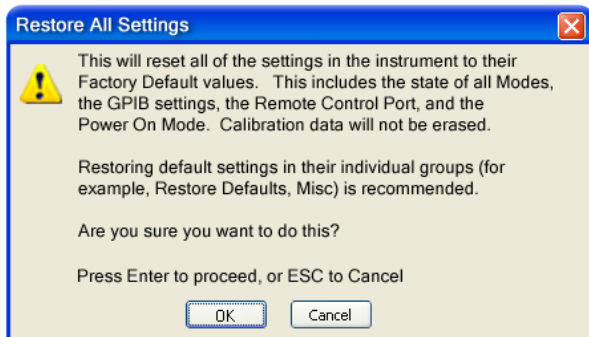 Restore All Settings
This will reset all of the settings in the instrument to their
Factory Default values. This includes the state of all Modes,
the GPIB settings, the Remote Control Port, and the
Power On Mode. Calibration data will not be erased.
Restoring default settings in their individual groups (for
example, Restore Defaults, Misc) is recommended.
Are you sure you want to do this?
Press Enter to proceed, or ESC to Cancel
OK
Cancel